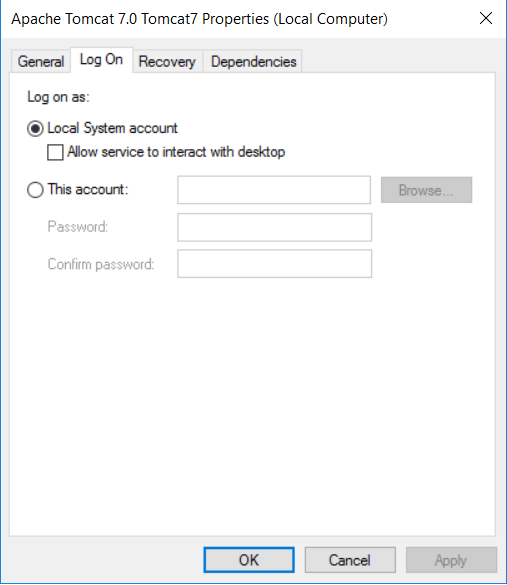 Apache Tomcat 7.0 Tomcat7 Properties (Local Computer)
General Log On Recovery Dependencies
Log on as:
Local System account
Allow service to interact with desktop
This account: Browse...
Password:
Confirm password:
OK Cancel Apply